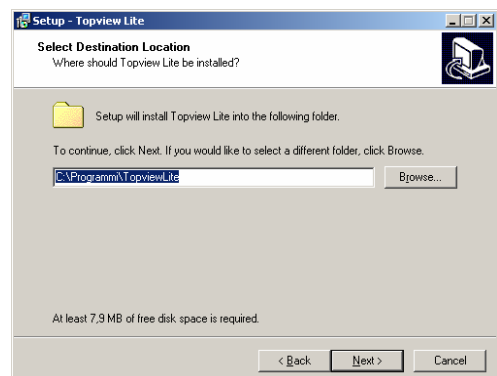 Setup - Topview Lite
Select Destination Location
Where should Topview Lite be installed?
Setup will install Topview Lite into the following folder.
To continue, click Next. If you would like to select a different folder, click Browse.
C:\Programmi\TopviewLite
Browse...
At least 7,9 MB of free disk space is required.
< Back
Next >
Cancel